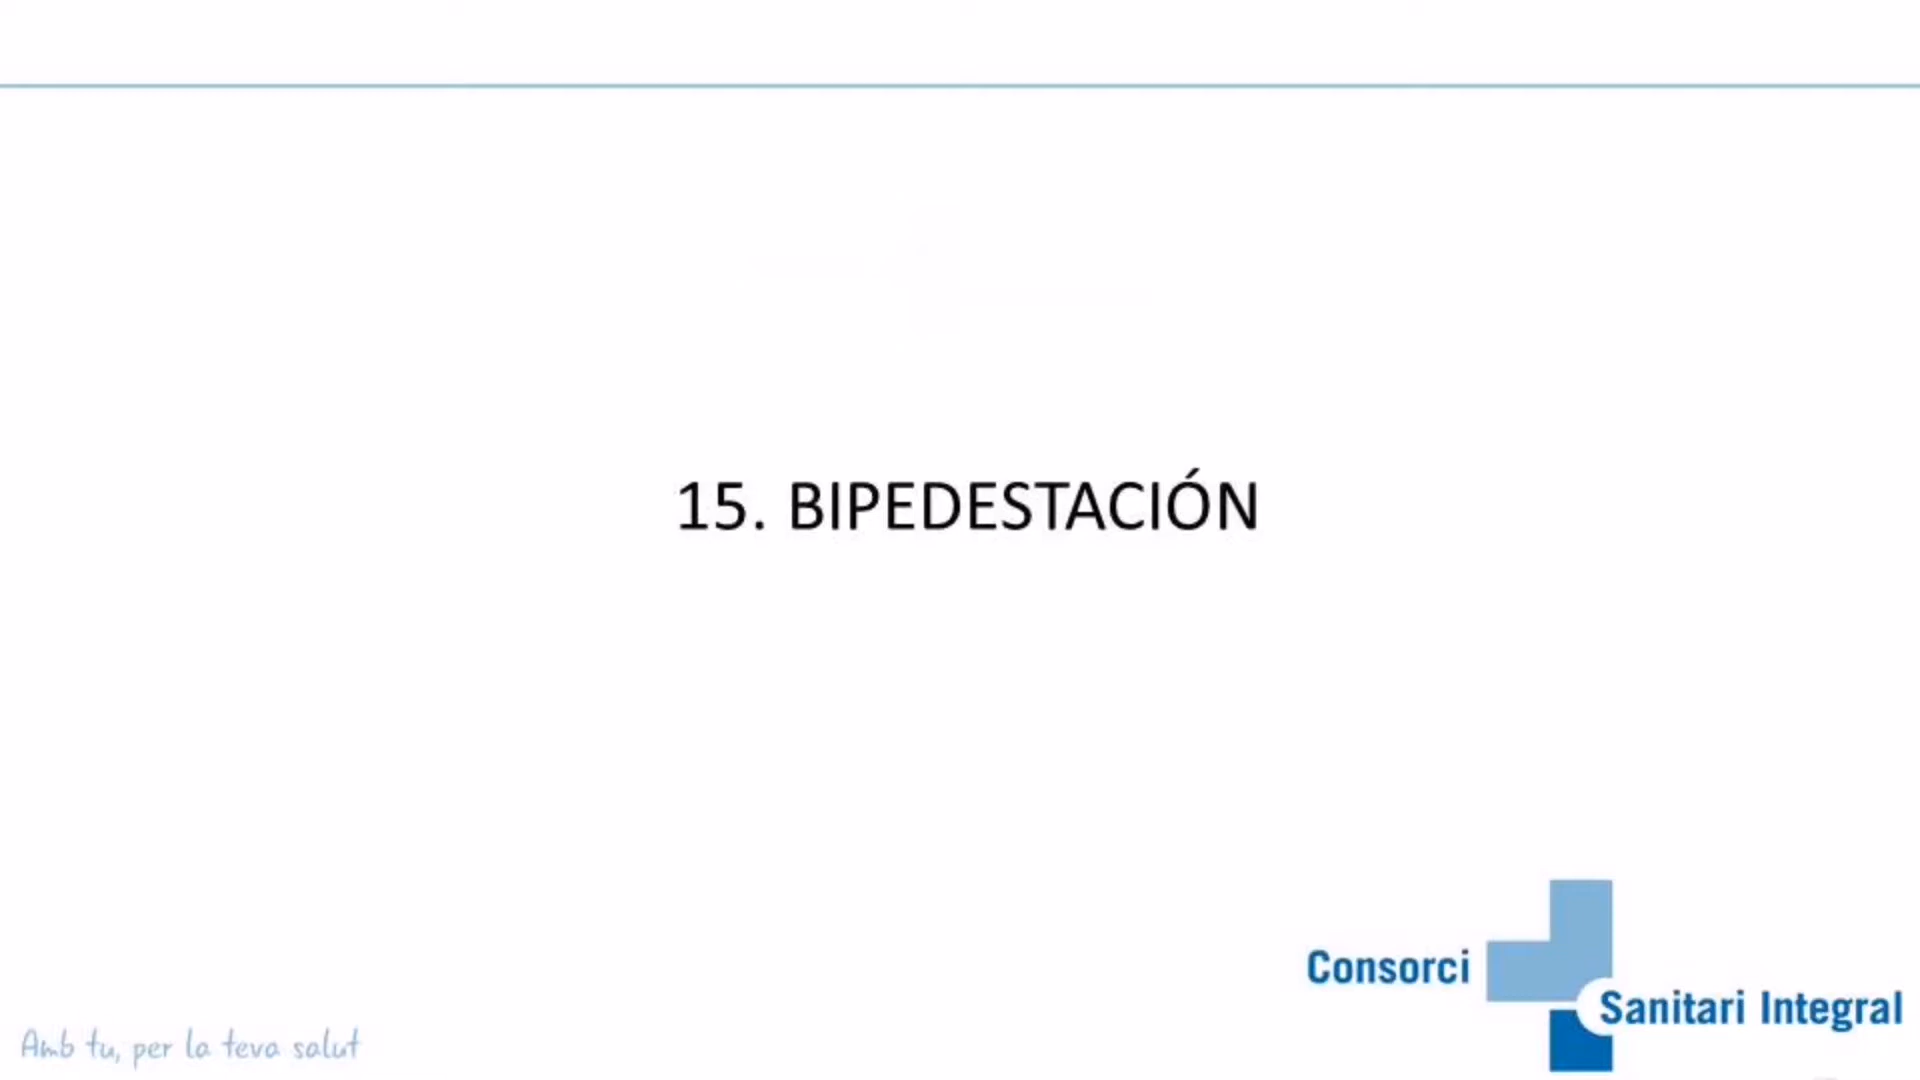 15. BIPEDESTACIÓN
Consorci
Sanitari Integral
Amb tu, per la teva salut